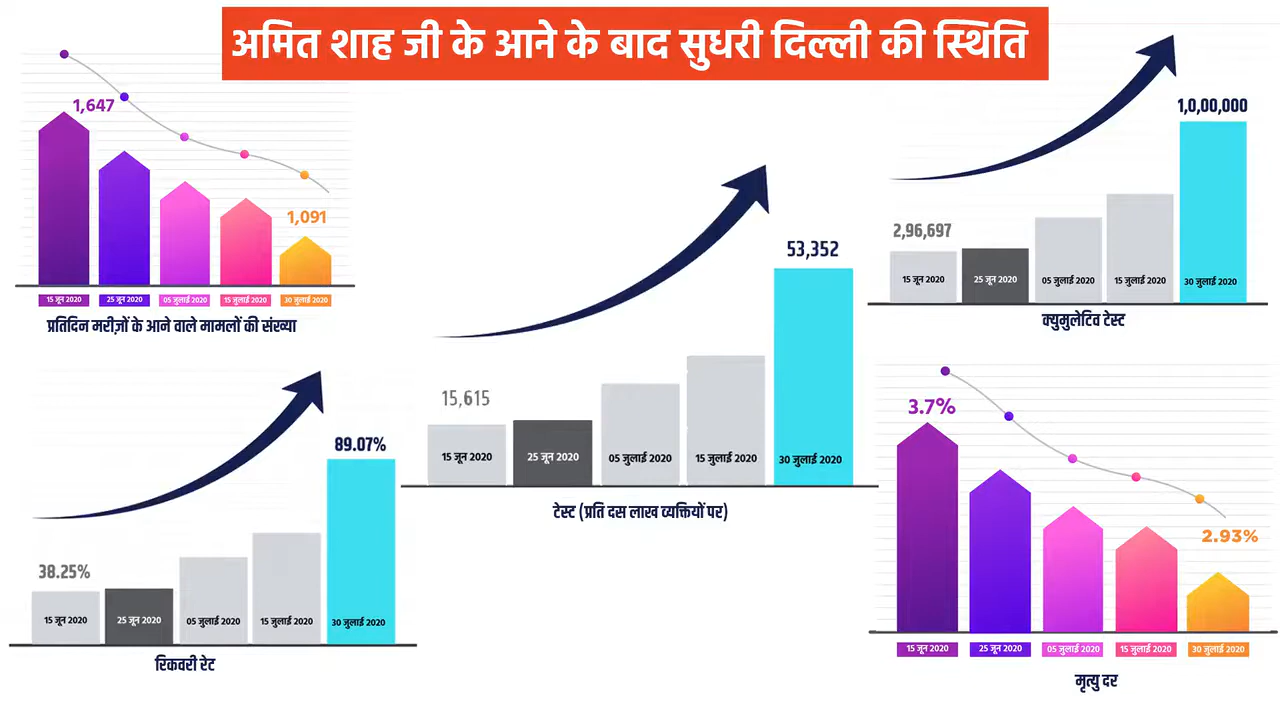 अमित शाह जी के आने के बाद सुधरी दिल्ली की स्थिति
1,647
1,091
15 जून 2020
25 जून 2020
05 जुलाई 2020
15 जुलाई 2020
30 जुलाई 2020
प्रतिदिन मरीज़ों के आने वाले मामलों की संख्या
38.25%
89.07%
15 जून 2020
25 जून 2020
05 जुलाई 2020
15 जुलाई 2020
30 जुलाई 2020
रिकवरी रेट
15,615
53,352
15 जून 2020
25 जून 2020
05 जुलाई 2020
15 जुलाई 2020
30 जुलाई 2020
टेस्ट (प्रति दस लाख व्यक्तियों पर)
2,96,697
1,0,00,000
15 जून 2020
25 जून 2020
05 जुलाई 2020
15 जुलाई 2020
30 जुलाई 2020
क्युमुलेटिव टेस्ट
3.7%
2.93%
15 जून 2020
25 जून 2020
05 जुलाई 2020
15 जुलाई 2020
30 जुलाई 2020
मृत्यु दर